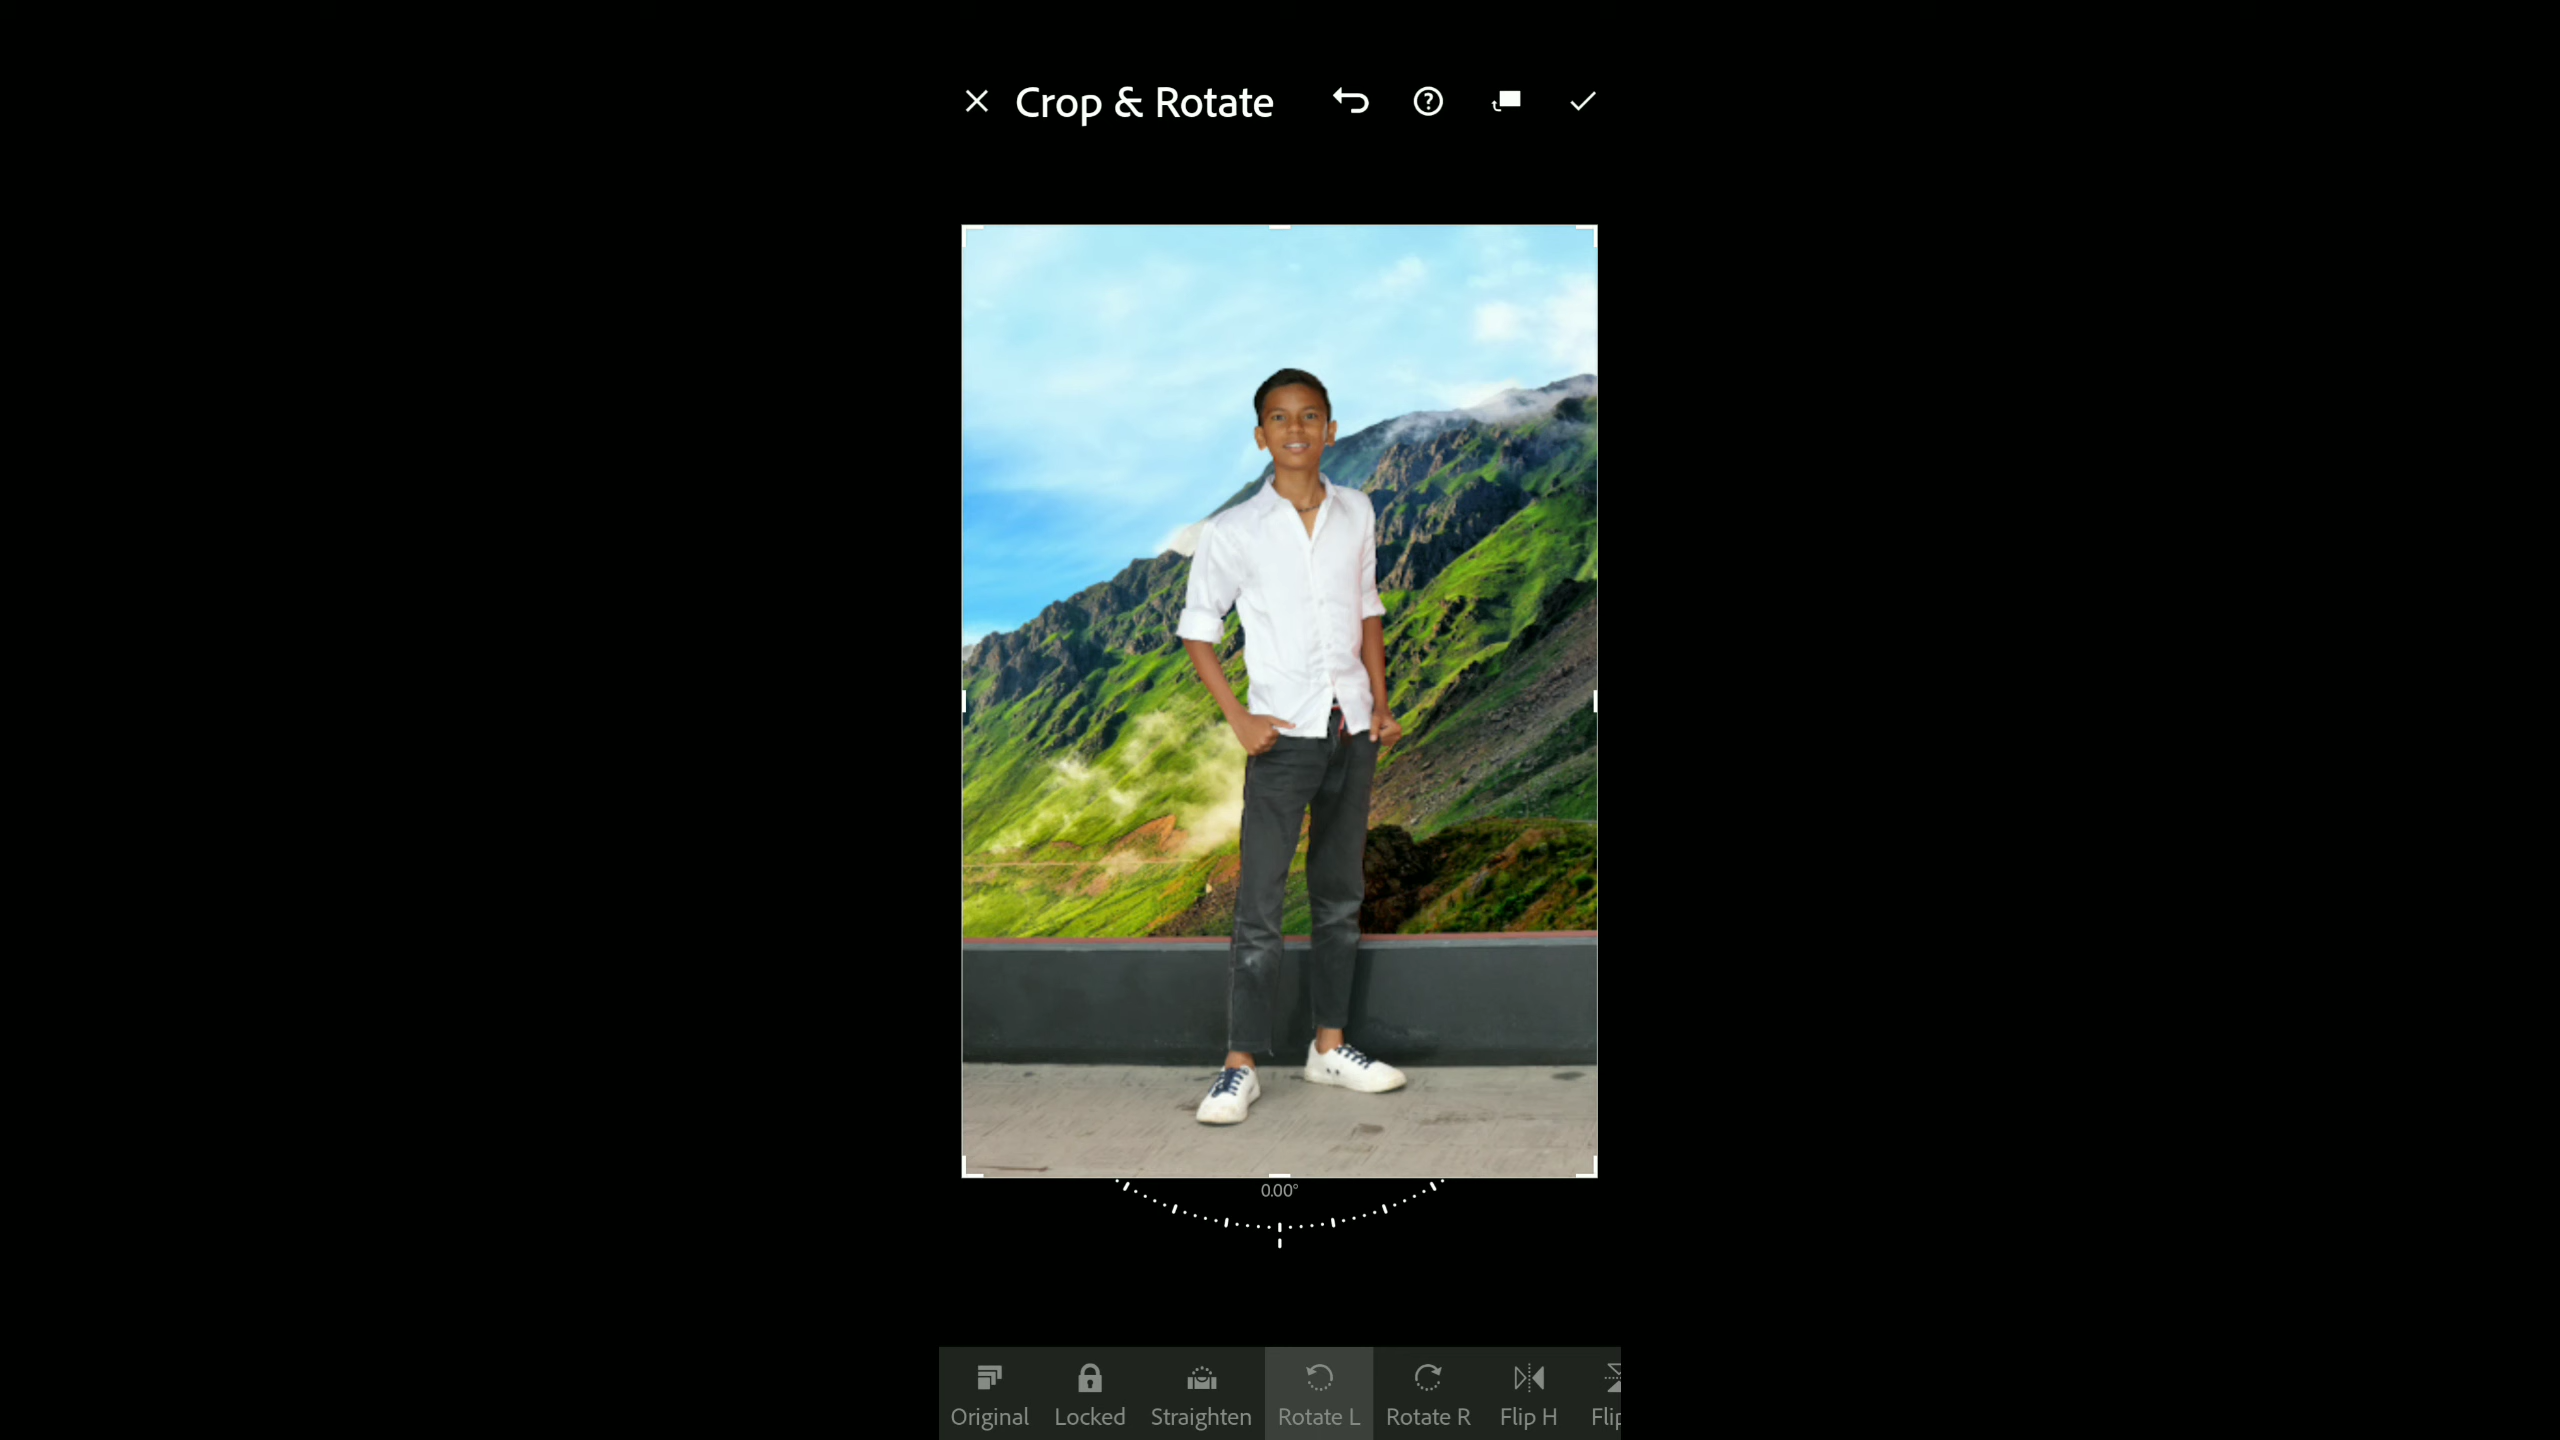 Crop & Rotate
0.00°
Original Locked Straighten Rotate L Rotate R Flip H